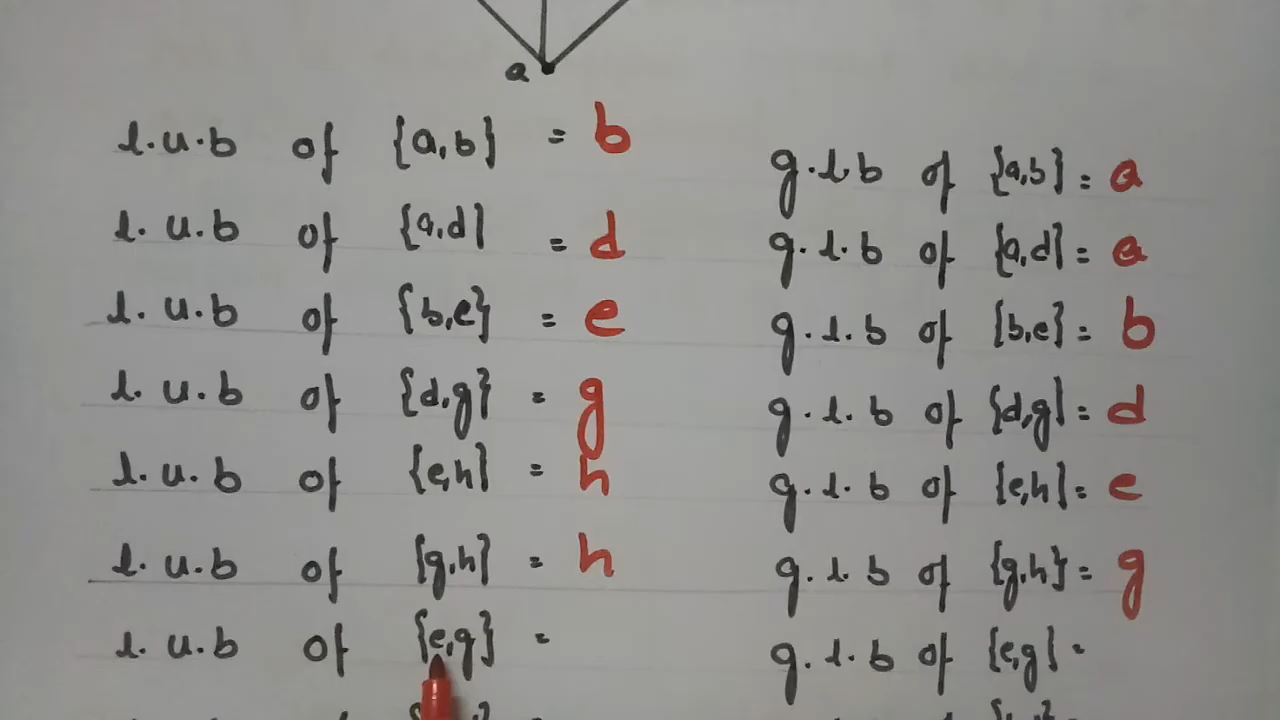 a
l.u.b of {a,b} = b
l.u.b of {a,d} = d
l.u.b of {b,e} = e
l.u.b of {d,g} = g
l.u.b of {e,h} = h
l.u.b of {g,h} = h
l.u.b of {e,g} =
g.l.b of {a,b} = a
g.l.b of {a,d} = a
g.l.b of {b,e} = b
g.l.b of {d,g} = d
g.l.b of {e,h} = e
g.l.b of {g,h} = g
g.l.b of {e,g} =